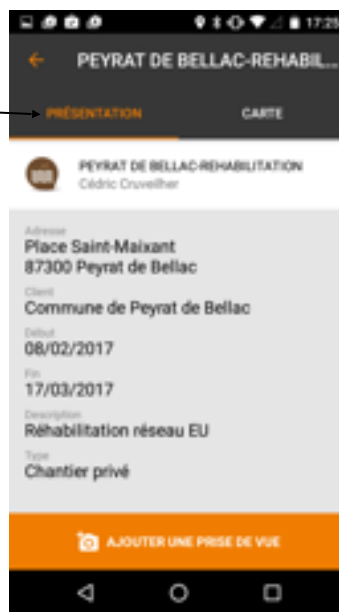 17:25
PEYRAT DE BELLAC-REHABIL...
PRÉSENTATION
CARTE
PEYRAT DE BELLAC-REHABILITATION
Cédric Cruveilher
Adresse
Place Saint-Maixant
87300 Peyrat de Bellac
Client
Commune de Peyrat de Bellac
Début
08/02/2017
Fin
17/03/2017
Description
Réhabilitation réseau EU
Type
Chantier privé
AJOUTER UNE PRISE DE VUE